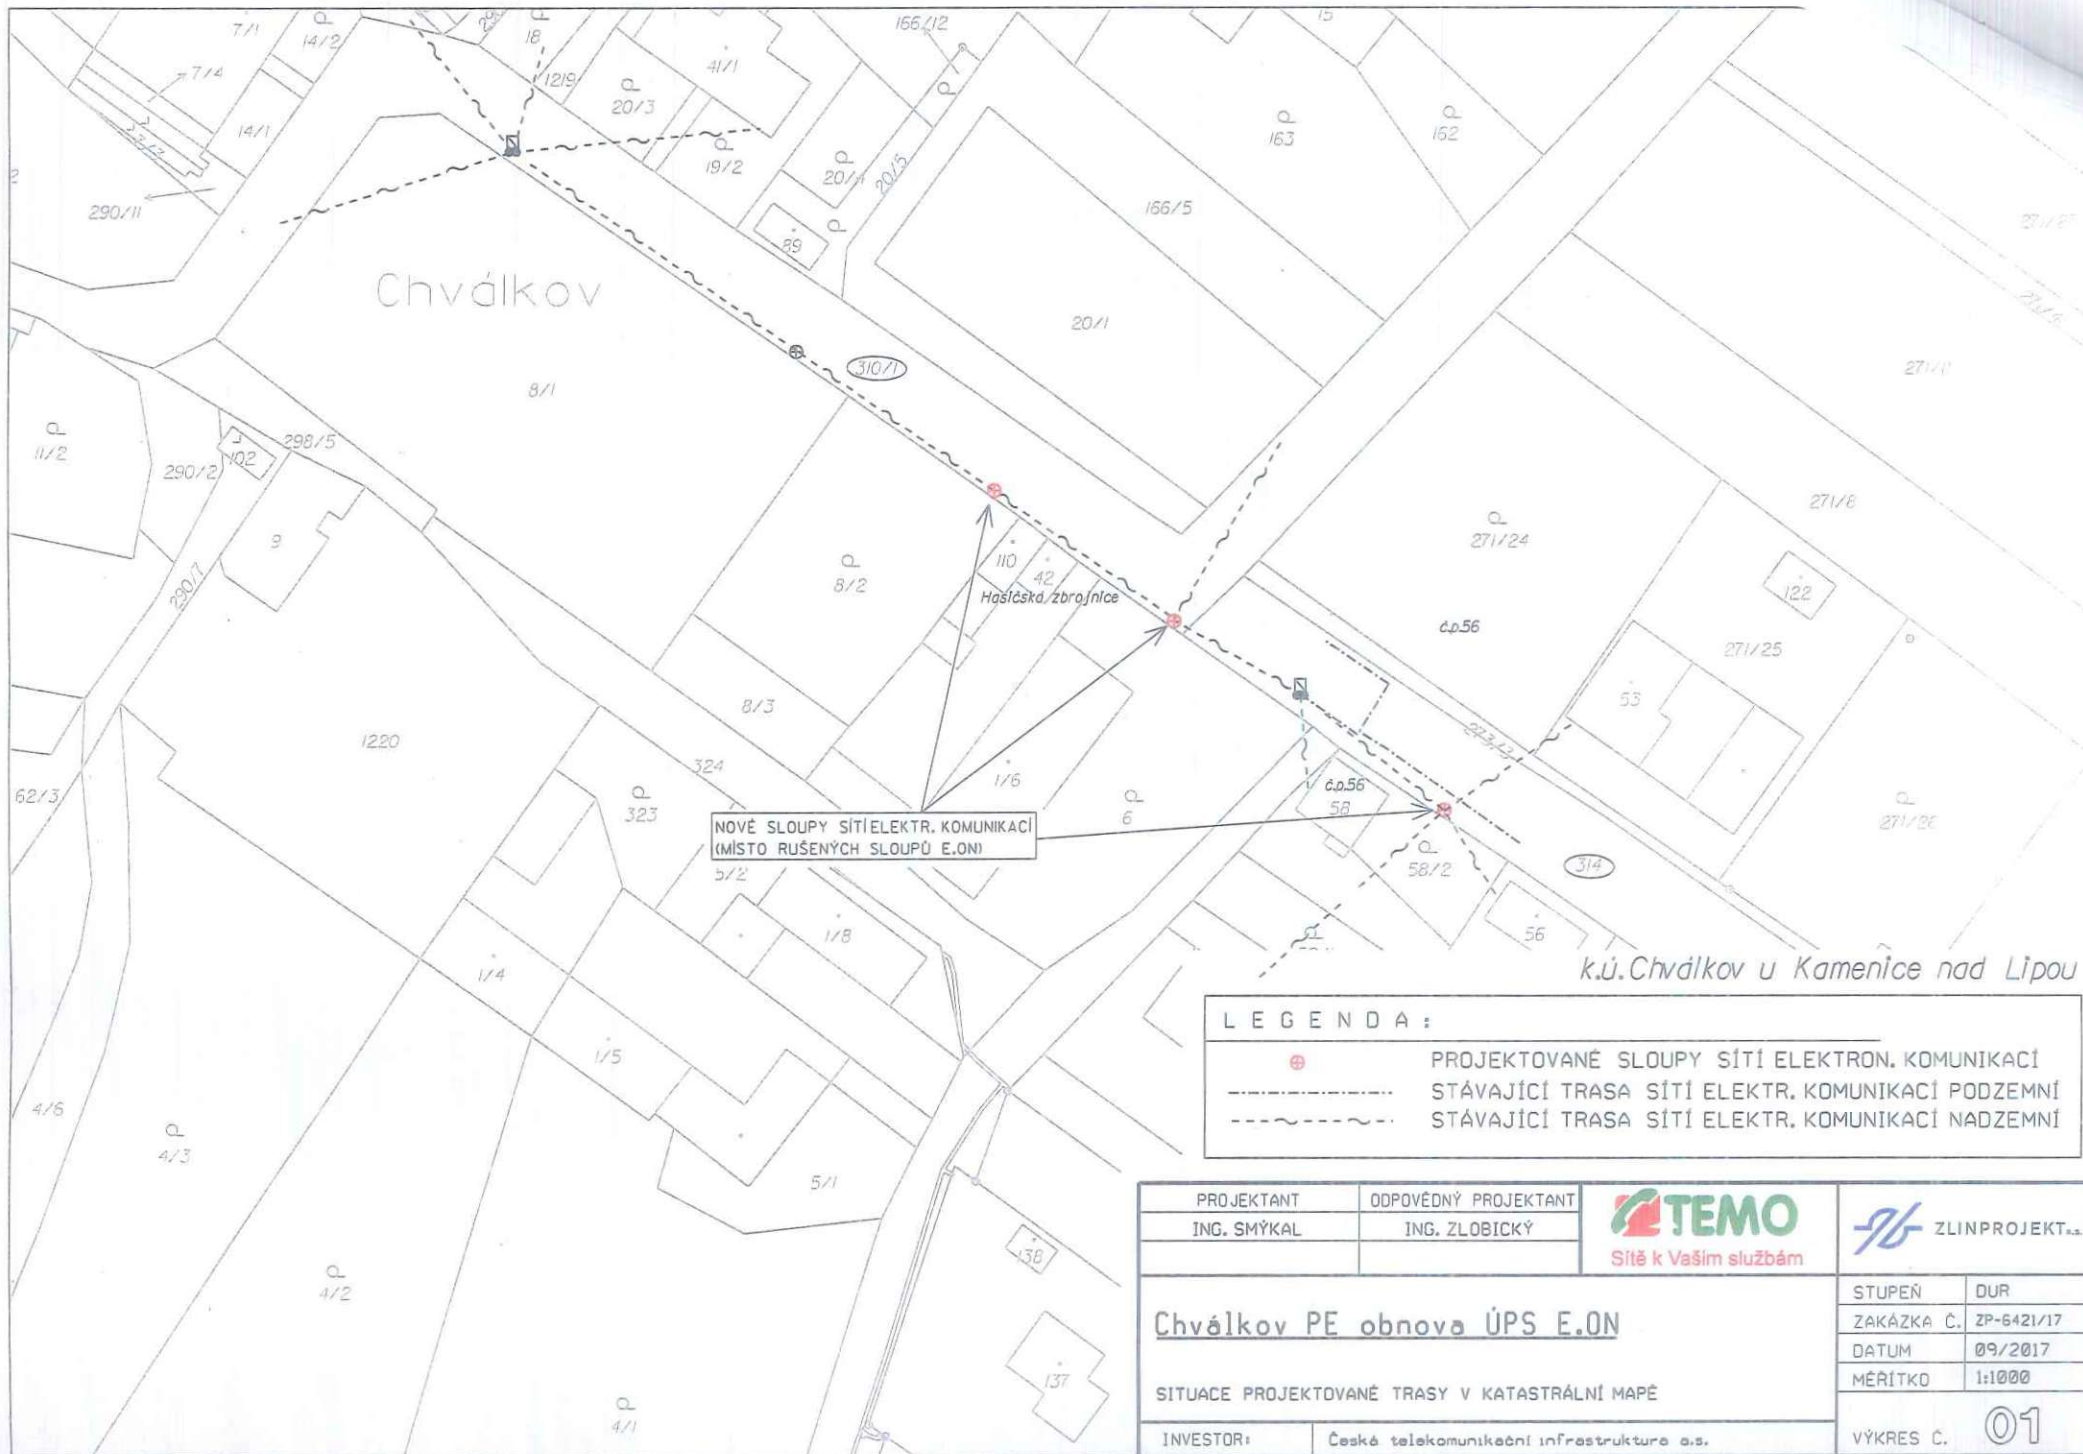 7/1
14/2
18
15
166/12
7/4
1219
20/3
41/1
14/1
163
162
19/2
20/4
20/5
290/11
166/5
89
Chválkov
20/1
310/1
8/1
271/8
11/2
290/2
102
298/5
271/24
9
8/2
110
42
122
Hasičská zbrojnice
290/7
č.p.56
271/25
53
8/3
1220
273/3
324
1/6
62/3
323
6
č.p.56
58
271/26
NOVÉ SLOUPY SÍTÍ ELEKTR. KOMUNIKACÍ
(MÍSTO RUŠENÝCH SLOUPŮ E.ON)
5/2
58/2
314
1/8
56
1/4
k.ú.Chválkov u Kamenice nad Lipou
LEGENDA:
PROJEKTOVANÉ SLOUPY SÍTÍ ELEKTRON. KOMUNIKACÍ
STÁVAJÍCÍ TRASA SÍTÍ ELEKTR. KOMUNIKACÍ PODZEMNÍ
STÁVAJÍCÍ TRASA SÍTÍ ELEKTR. KOMUNIKACÍ NADZEMNÍ
1/5
4/6
4/3
5/1
138
4/2
137
4/1
PROJEKTANT
ODPOVĚDNÝ PROJEKTANT
ING. SMÝKAL
ING. ZLOBICKÝ
TEMO
Sítě k Vašim službám
ZLINPROJEKT a.s.
Chválkov PE obnova ÚPS E.ON
SITUACE PROJEKTOVANÉ TRASY V KATASTRÁLNÍ MAPĚ
STUPEŇ DUR
ZAKÁZKA Č. ZP-6421/17
DATUM 09/2017
MĚŘÍTKO 1:1000
VÝKRES Č. 01
INVESTOR: Česká telekomunikační infrastruktura a.s.